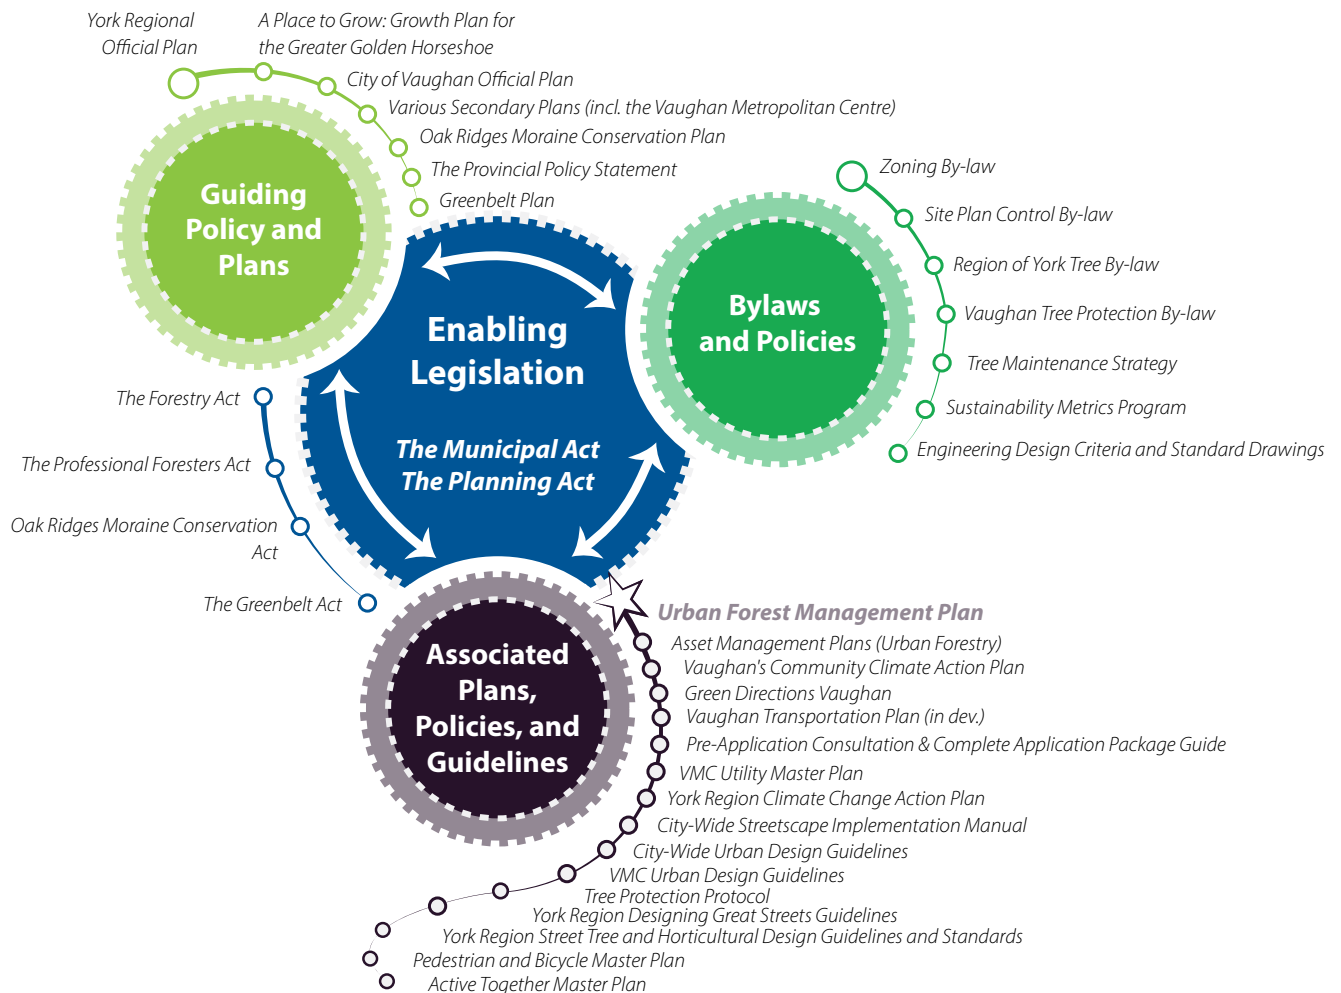 York Regional
Official Plan
A Place to Grow: Growth Plan for
the Greater Golden Horseshoe
City of Vaughan Official Plan
Various Secondary Plans (incl. the Vaughan Metropolitan Centre)
Oak Ridges Moraine Conservation Plan
The Provincial Policy Statement
Greenbelt Plan
Guiding
Policy and
Plans
Zoning By-law
Site Plan Control By-law
Region of York Tree By-law
Vaughan Tree Protection By-law
Tree Maintenance Strategy
Sustainability Metrics Program
Engineering Design Criteria and Standard Drawings
Bylaws
and Policies
Enabling
Legislation
The Municipal Act
The Planning Act
The Forestry Act
The Professional Foresters Act
Oak Ridges Moraine Conservation
Act
The Greenbelt Act
Associated
Plans,
Policies, and
Guidelines
Urban Forest Management Plan
Asset Management Plans (Urban Forestry)
Vaughan's Community Climate Action Plan
Green Directions Vaughan
Vaughan Transportation Plan (in dev.)
Pre-Application Consultation & Complete Application Package Guide
VMC Utility Master Plan
York Region Climate Change Action Plan
City-Wide Streetscape Implementation Manual
City-Wide Urban Design Guidelines
VMC Urban Design Guidelines
Tree Protection Protocol
York Region Designing Great Streets Guidelines
York Region Street Tree and Horticultural Design Guidelines and Standards
Pedestrian and Bicycle Master Plan
Active Together Master Plan